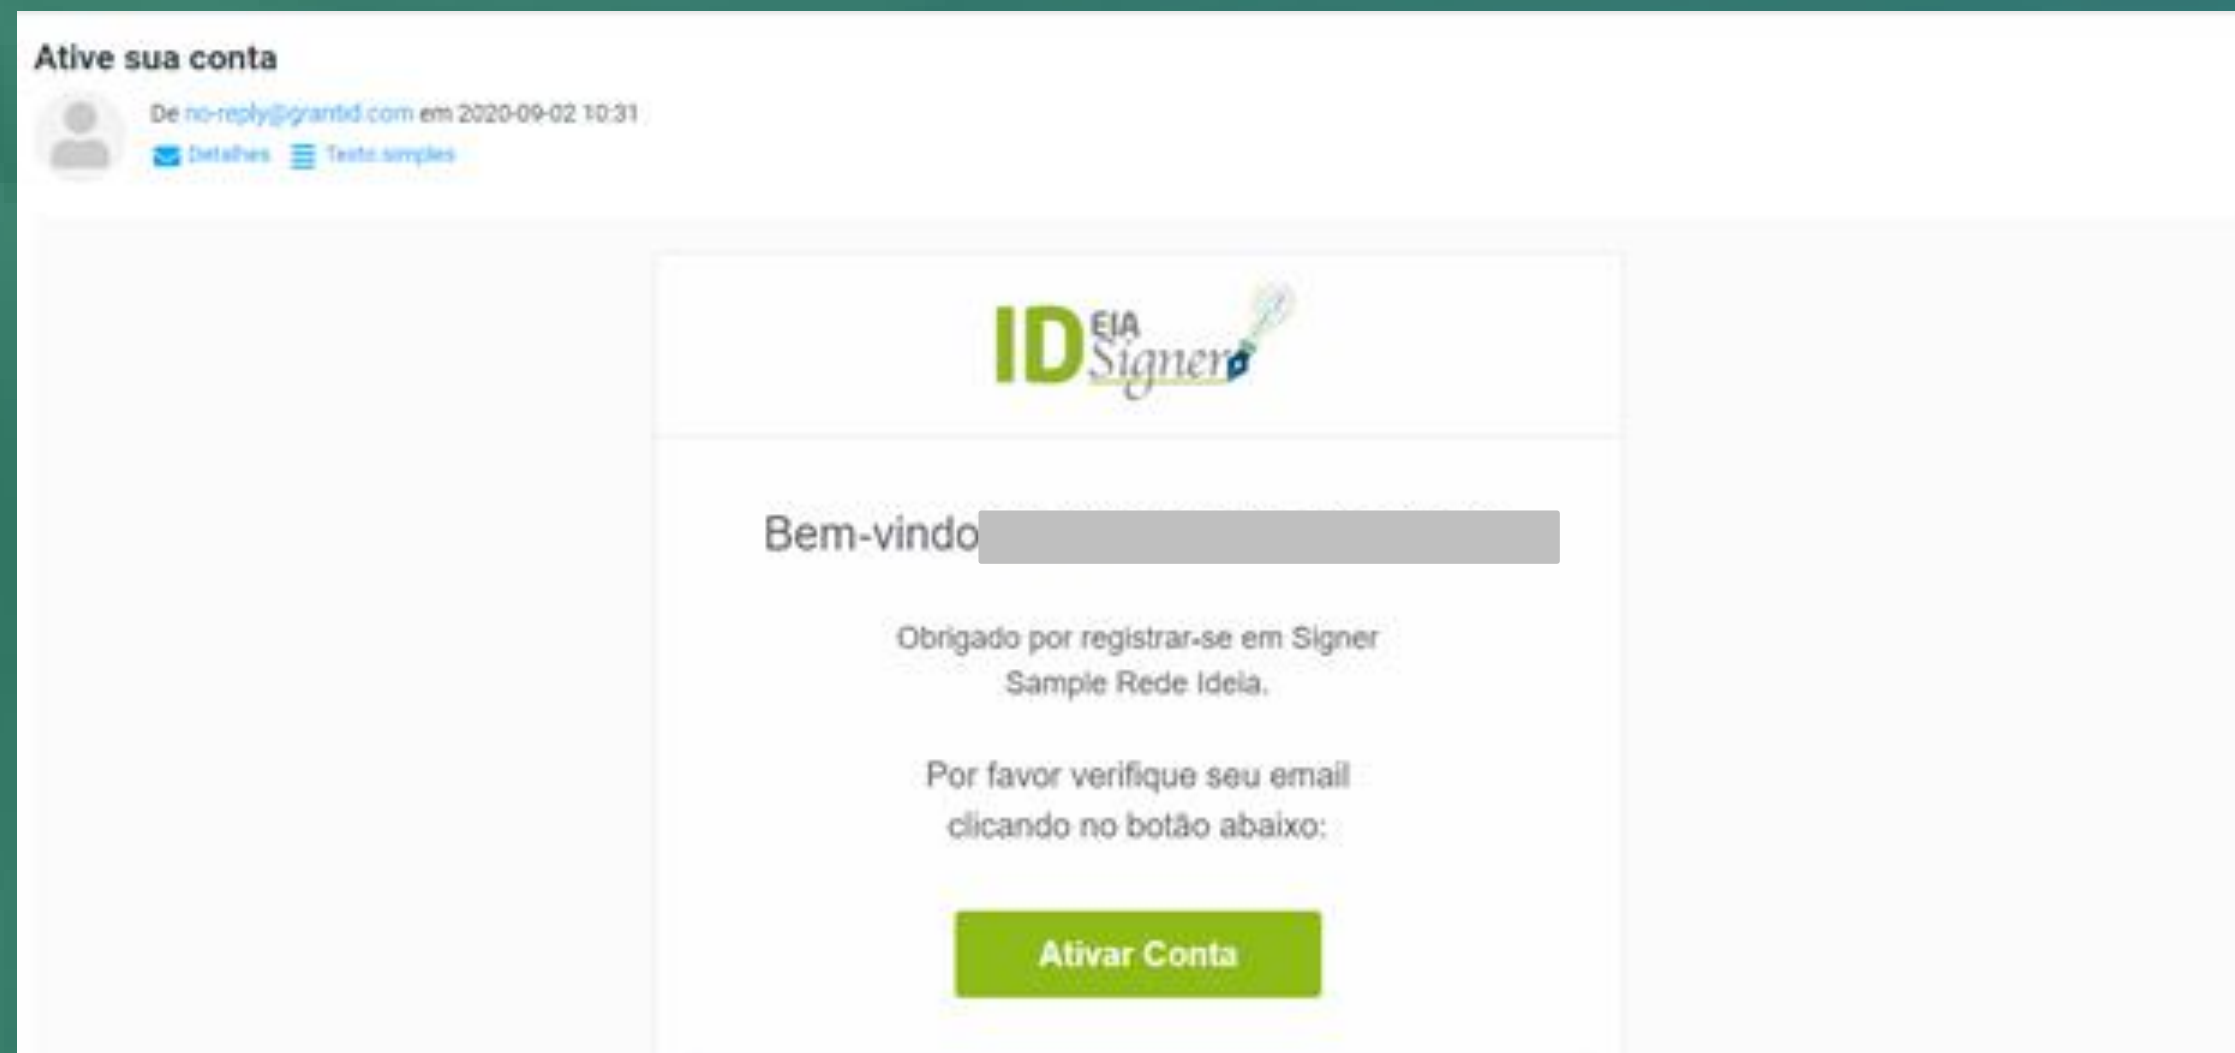 Ative sua conta
De no-reply@grantid.com em 2020-09-02 10:31
Detalhes Texto simples
IDEIA
Signer
Bem-vindo
Obrigado por registrar-se em Signer
Sample Rede Ideia.
Por favor verifique seu email
clicando no botão abaixo:
Ativar Conta